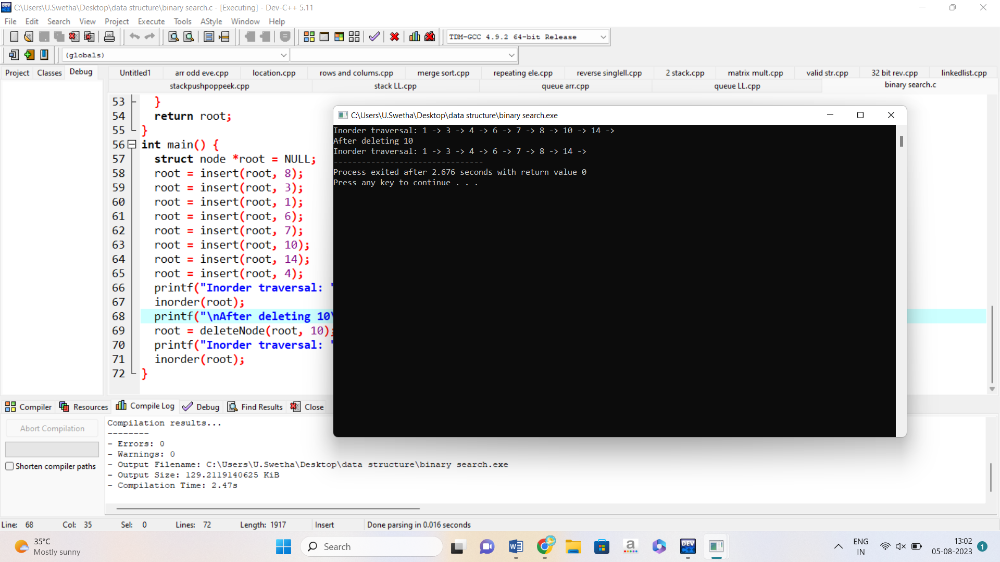 C:\Users\U.Swetha\Desktop\data structure\binary search.c - [Executing] - Dev-C++ 5.11
File Edit Search View Project Execute Tools AStyle Window Help
TDM-GCC 4.9.2 64-bit Release
(globals)
Project Classes Debug
Untitled1 arr odd eve.cpp location.cpp rows and colums.cpp merge sort.cpp repeating ele.cpp reverse singlell.cpp 2 stack.cpp matrix mult.cpp valid str.cpp 32 bit rev.cpp linkedlist.cpp
stackpushpoppeek.cpp stack LL.cpp queue arr.cpp queue LL.cpp binary search.c
53 }
54 return root;
55 }
56 int main() {
57 struct node *root = NULL;
58 root = insert(root, 8);
59 root = insert(root, 3);
60 root = insert(root, 1);
61 root = insert(root, 6);
62 root = insert(root, 7);
63 root = insert(root, 10);
64 root = insert(root, 14);
65 root = insert(root, 4);
66 printf("Inorder traversal: "
67 inorder(root);
68 printf("\nAfter deleting 10\
69 root = deleteNode(root, 10);
70 printf("Inorder traversal: "
71 inorder(root);
72 }
C:\Users\U.Swetha\Desktop\data structure\binary search.exe
Inorder traversal: 1 -> 3 -> 4 -> 6 -> 7 -> 8 -> 10 -> 14 ->
After deleting 10
Inorder traversal: 1 -> 3 -> 4 -> 6 -> 7 -> 8 -> 14 ->
--------------------------------
Process exited after 2.676 seconds with return value 0
Press any key to continue . . .
Compiler Resources Compile Log Debug Find Results Close
Abort Compilation
Shorten compiler paths
Compilation results...
--------
- Errors: 0
- Warnings: 0
- Output Filename: C:\Users\U.Swetha\Desktop\data structure\binary search.exe
- Output Size: 129.2119140625 KiB
- Compilation Time: 2.47s
Line: 68 Col: 35 Sel: 0 Lines: 72 Length: 1917 Insert Done parsing in 0.016 seconds
35°C
Mostly sunny
Search
ENG
IN
13:02
05-08-2023
1